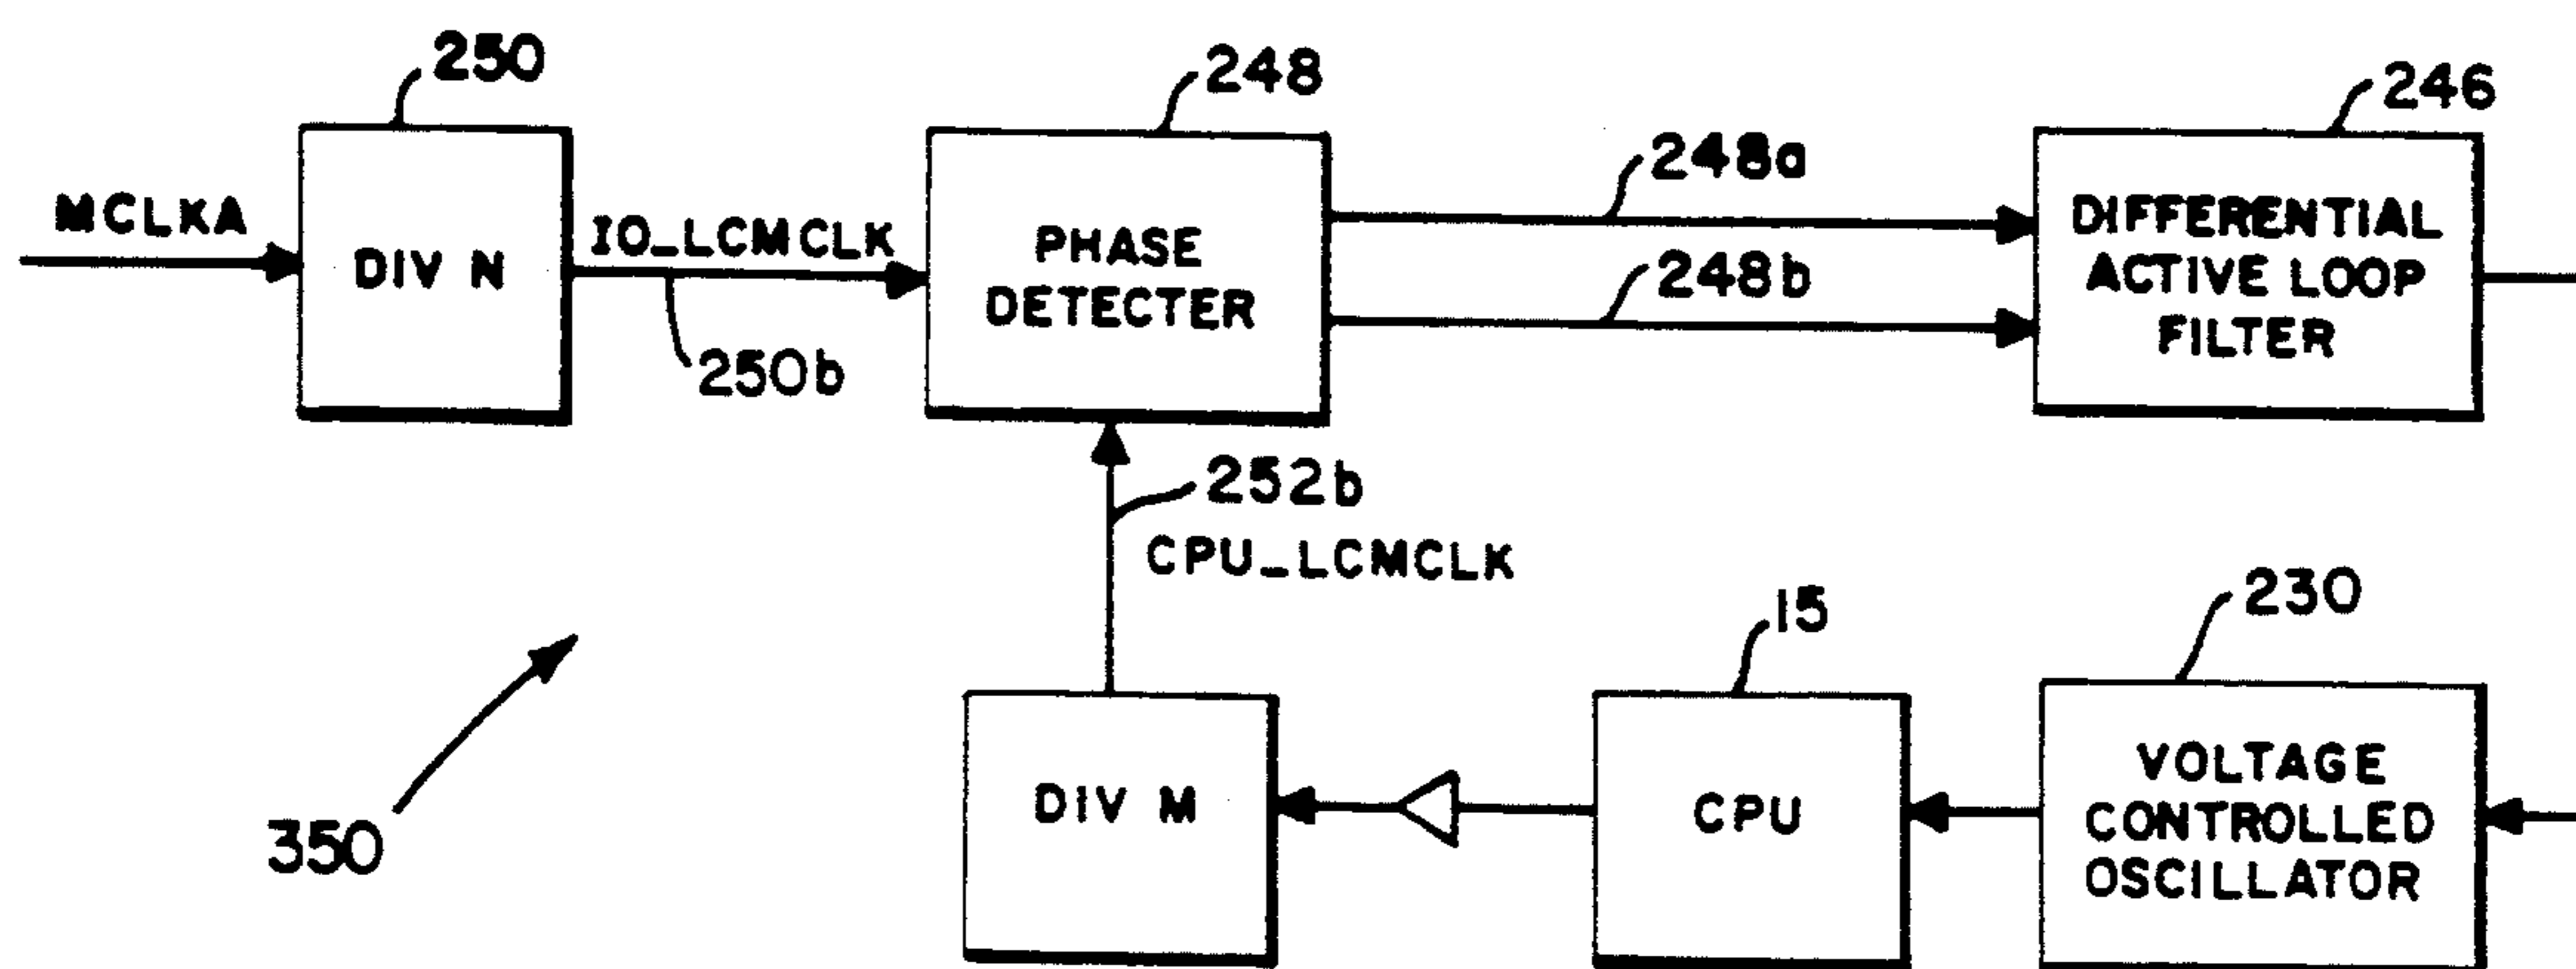 250
248
246
248a
MCLKA
DIV N
IO_LCMCLK
PHASE
DETECTER
DIFFERENTIAL
ACTIVE LOOP
FILTER
248b
250b
252b
CPU_LCMCLK
15
230
350
DIV M
CPU
VOLTAGE
CONTROLLED
OSCILLATOR